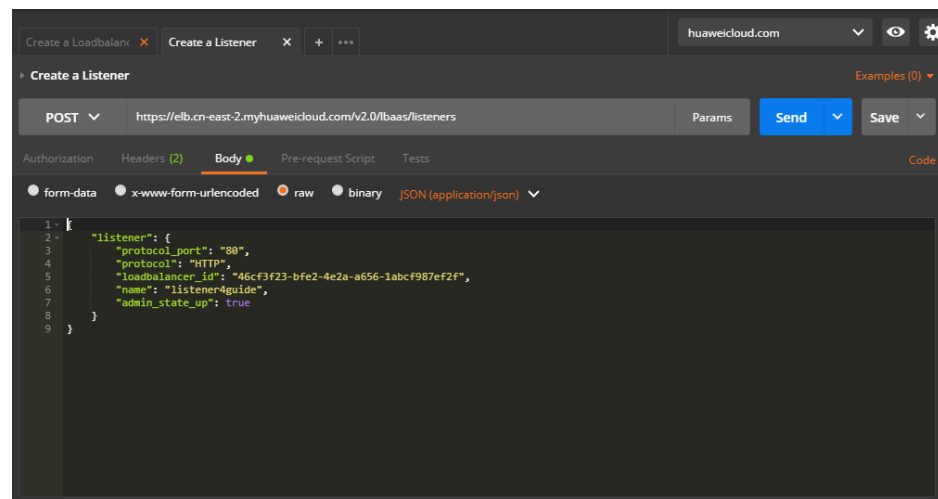 Create a Loadbalanc X Create a Listener X + •••
huaweicloud.com
Create a Listener
Examples (0)
POST https://elb.cn-east-2.myhuaweicloud.com/v2.0/lbaas/listeners Params Send Save
Authorization Headers (2) Body Pre-request Script Tests Code
form-data x-www-form-urlencoded raw binary JSON (application/json)
1 {
2 "listener": {
3 "protocol_port": "80",
4 "protocol": "HTTP",
5 "loadbalancer_id": "46cf3f23-bfe2-4e2a-a656-1abcf987ef2f",
6 "name": "listener4guide",
7 "admin_state_up": true
8 }
9 }